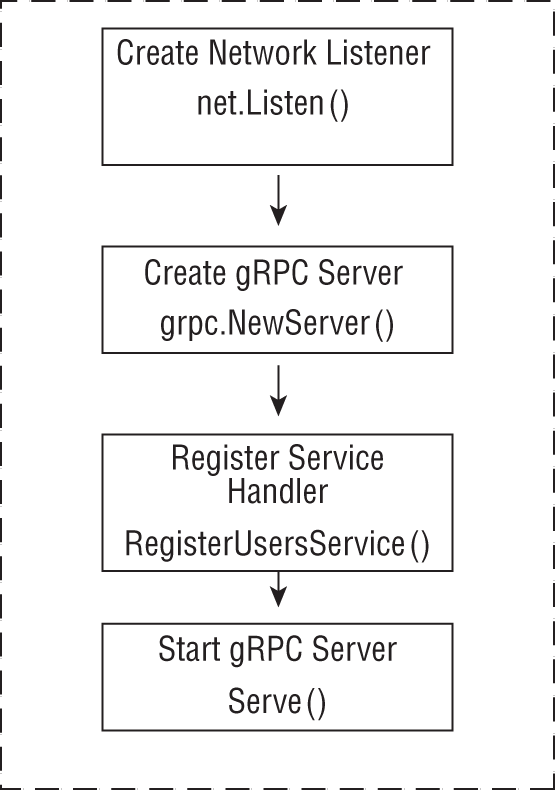 Create Network Listener
net.Listen()
Create gRPC Server
grpc.NewServer()
Register Service
Handler
RegisterUsersService()
Start gRPC Server
Serve()